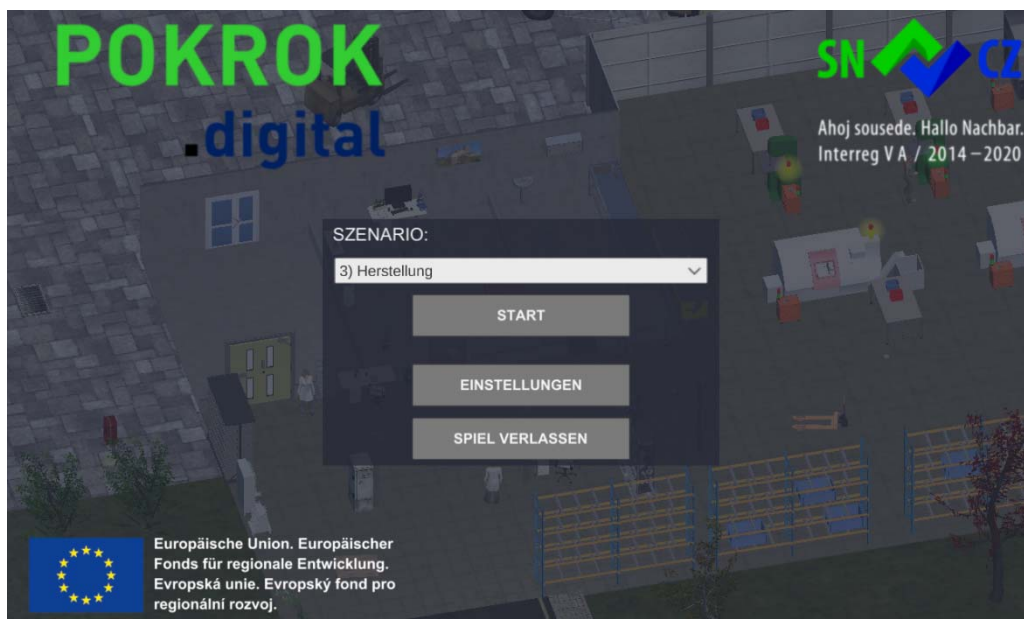 POKROK
.digital
SN CZ
Ahoj sousede. Hallo Nachbar.
Interreg V A / 2014–2020
SZENARIO:
3) Herstellung
START
EINSTELLUNGEN
SPIEL VERLASSEN
Europäische Union. Europäischer
Fonds für regionale Entwicklung.
Evropská unie. Evropský fond pro
regionální rozvoj.